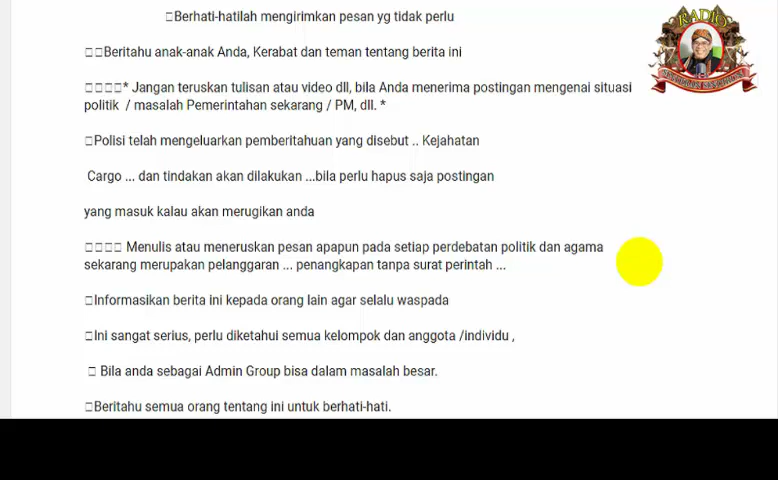 Berhati-hatilah mengirimkan pesan yg tidak perlu
Beritahu anak-anak Anda, Kerabat dan teman tentang berita ini
* Jangan teruskan tulisan atau video dll, bila Anda menerima postingan mengenai situasi
politik / masalah Pemerintahan sekarang / PM, dll. *
Polisi telah mengeluarkan pemberitahuan yang disebut .. Kejahatan
Cargo ... dan tindakan akan dilakukan ...bila perlu hapus saja postingan
yang masuk kalau akan merugikan anda
Menulis atau meneruskan pesan apapun pada setiap perdebatan politik dan agama
sekarang merupakan pelanggaran ... penangkapan tanpa surat perintah ...
Informasikan berita ini kepada orang lain agar selalu waspada
Ini sangat serius, perlu diketahui semua kelompok dan anggota /individu ,
Bila anda sebagai Admin Group bisa dalam masalah besar.
Beritahu semua orang tentang ini untuk berhati-hati.
RADIO